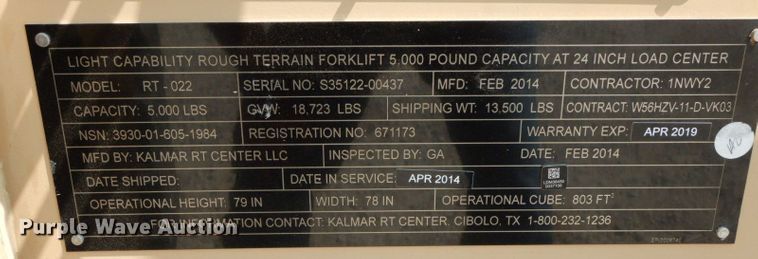 LIGHT CAPABILITY ROUGH TERRAIN FORKLIFT 5,000 POUND CAPACITY AT 24 INCH LOAD CENTER
MODEL: RT - 022 SERIAL NO: S35122-00437 MFD: FEB 2014 CONTRACTOR: 1NWY2
CAPACITY: 5,000 LBS GVW: 18,723 LBS SHIPPING WT: 13,500 LBS CONTRACT: W56HZV-11-D-VK03
NSN: 3930-01-605-1984 REGISTRATION NO: 671173 WARRANTY EXP: APR 2019
MFD BY: KALMAR RT CENTER LLC INSPECTED BY: GA DATE: FEB 2014
DATE SHIPPED: DATE IN SERVICE: APR 2014
OPERATIONAL HEIGHT: 79 IN WIDTH: 78 IN OPERATIONAL CUBE: 803 FT³
FOR INFORMATION CONTACT: KALMAR RT CENTER, CIBOLO, TX 1-800-232-1236
Purple Wave Auction